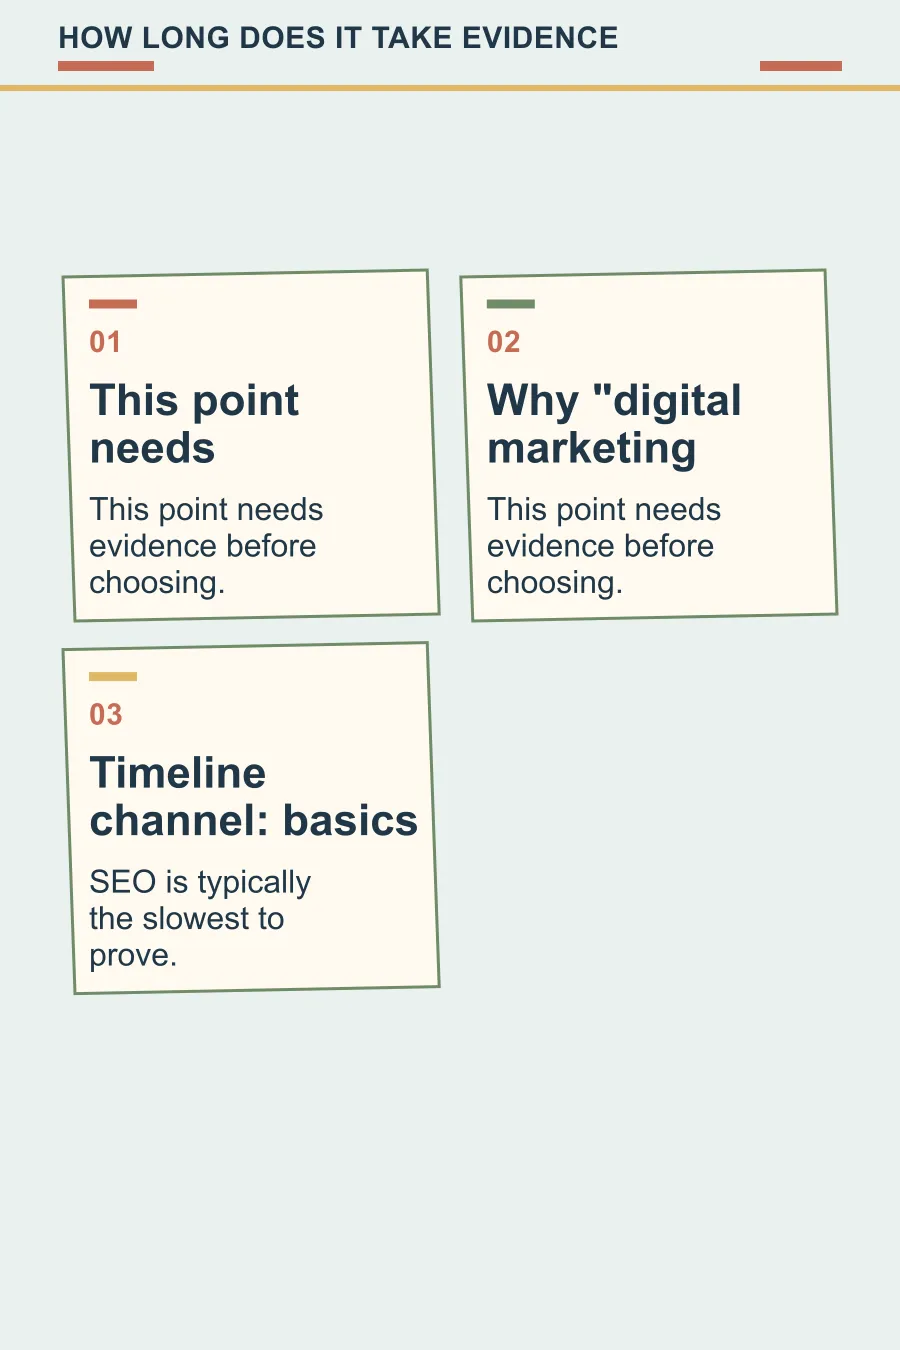 HOW LONG DOES IT TAKE EVIDENCE
01
This point
needs
This point needs
evidence before
choosing.
02
Why "digital
marketing
This point needs
evidence before
choosing.
03
Timeline
channel: basics
SEO is typically
the slowest to
prove.